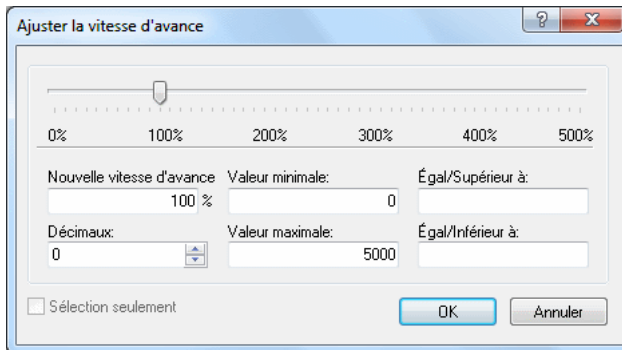 Ajuster la vitesse d'avance
0% 100% 200% 300% 400% 500%
Nouvelle vitesse d'avance Valeur minimale: Égal/Supérieur à:
100 % 0
Décimaux: Valeur maximale: Égal/Inférieur à:
0 5000
Sélection seulement OK Annuler